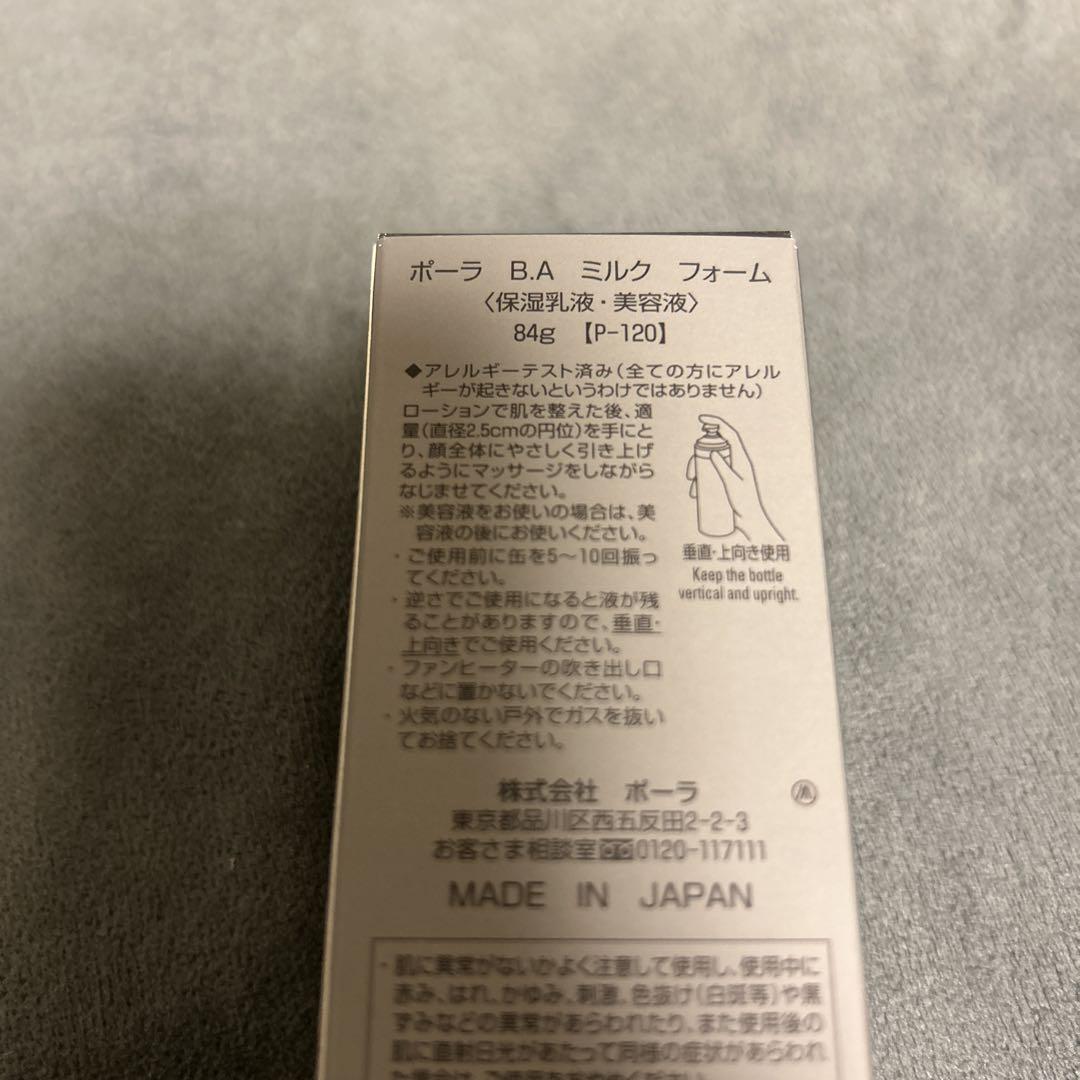 ポーラ B.A ミルク フォーム
〈保湿乳液・美容液〉
84g 【P-120】
◆アレルギーテスト済み(全ての方にアレル
ギーが起きないというわけではありません)
ローションで肌を整えた後、適
量(直径2.5cmの円位)を手にと
り、顔全体にやさしく引き上げ
るようにマッサージをしながら
なじませてください。
※美容液をお使いの場合は、美
容液の後にお使いください。
・ご使用前に缶を5〜10回振っ
てください。
・逆さでご使用になると液が残
ることがありますので、垂直・
上向きでご使用ください。
・ファンヒーターの吹き出し口
などに置かないでください。
・火気のない戸外でガスを抜い
てお捨てください。
垂直・上向き使用
Keep the bottle
vertical and upright.
株式会社 ポーラ
東京都品川区西五反田2-2-3
お客さま相談室0120-117111
MADE IN JAPAN
・肌に異常がないかよく注意して使用し、使用中に
赤み、はれ、かゆみ、刺激、色抜け(白斑等)や黒
ずみなどの異常があらわれたり、また使用後の
肌に直射日光があたって同様の症状があらわれ
た場合は、ご使用をおやめください。